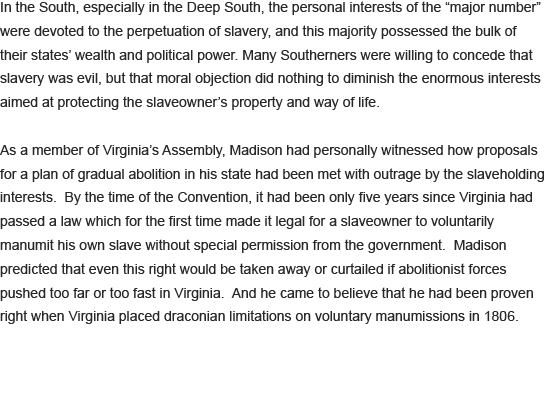 In the South, especially in the Deep South, the personal interests of the “major number”
were devoted to the perpetuation of slavery, and this majority possessed the bulk of
their states’ wealth and political power. Many Southerners were willing to concede that
slavery was evil, but that moral objection did nothing to diminish the enormous interests
aimed at protecting the slaveowner’s property and way of life.
As a member of Virginia’s Assembly, Madison had personally witnessed how proposals
for a plan of gradual abolition in his state had been met with outrage by the slaveholding
interests.  By the time of the Convention, it had been only five years since Virginia had
passed a law which for the first time made it legal for a slaveowner to voluntarily
manumit his own slave without special permission from the government.  Madison
predicted that even this right would be taken away or curtailed if abolitionist forces
pushed too far or too fast in Virginia.  And he came to believe that he had been proven
right when Virginia placed draconian limitations on voluntary manumissions in 1806.